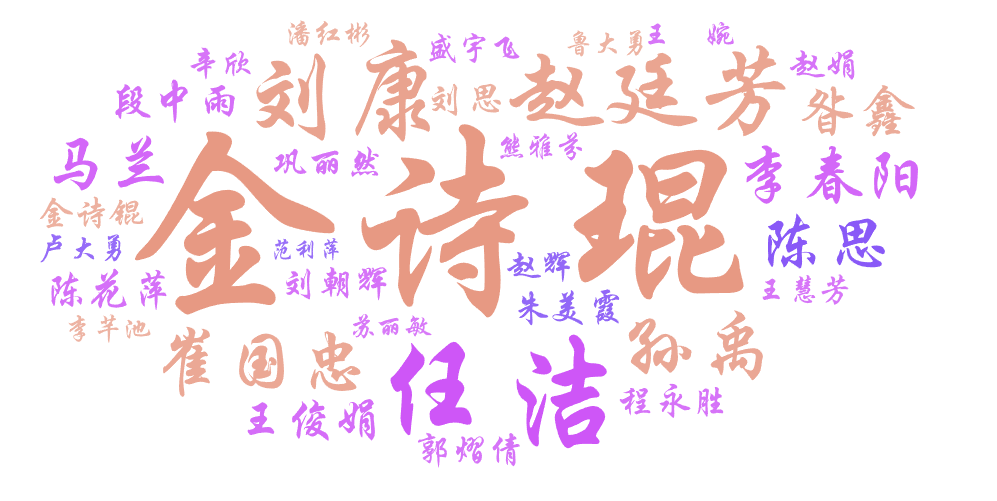 潘红彬
盛宇飞
鲁大勇
王 婉
辛欣
刘康
刘思
赵廷芳
赵娟
段中雨
昝鑫
马兰
巩丽然
熊雅芬
李春阳
金诗琨
金诗锟
卢大勇
范利萍
赵辉
陈思
陈花萍
刘朝辉
朱美霞
王慧芳
李芊池
苏丽敏
崔国忠
任洁
孙禹
王俊娟
程永胜
郭熠倩